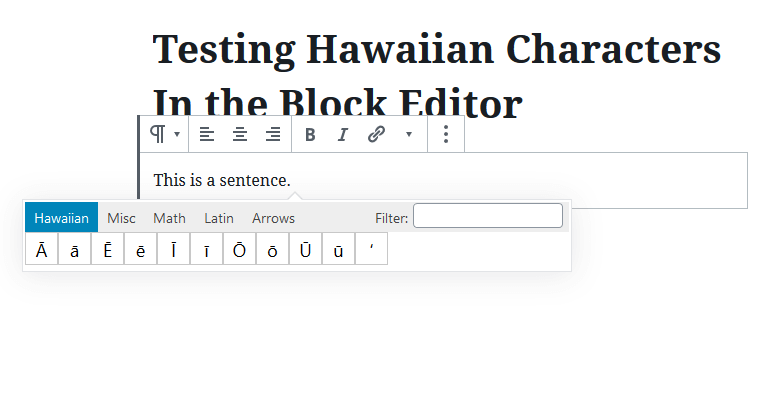 Testing Hawaiian Characters
In the Block Editor
B I
This is a sentence.
Hawaiian Misc Math Latin Arrows Filter:
Ā ā Ē ē Ī ī Ō ō Ū ū ʻ